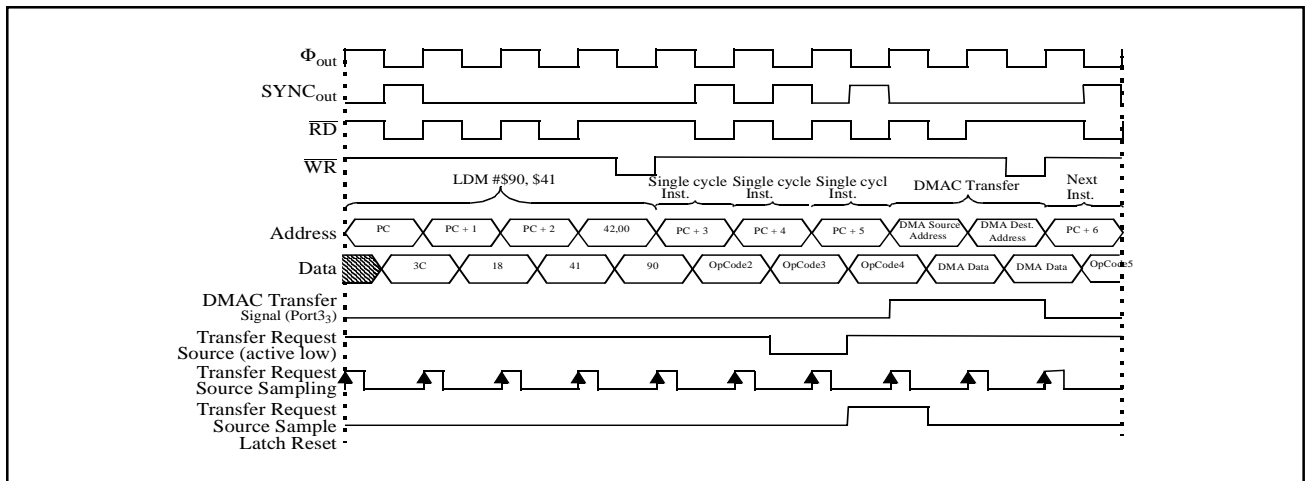 Φout
SYNCout
RD
WR
LDM #$90, $41
Single cycle Inst.
Single cycle Inst.
Single cycl Inst.
DMAC Transfer
Next Inst.
Address
PC
PC + 1
PC + 2
42,00
PC + 3
PC + 4
PC + 5
DMA Source Address
DMA Dest. Address
PC + 6
Data
3C
18
41
90
OpCode2
OpCode3
OpCode4
DMA Data
DMA Data
OpCode5
DMAC Transfer
Signal (Port33)
Transfer Request
Source (active low)
Transfer Request
Source Sampling
Transfer Request
Source Sample
Latch Reset